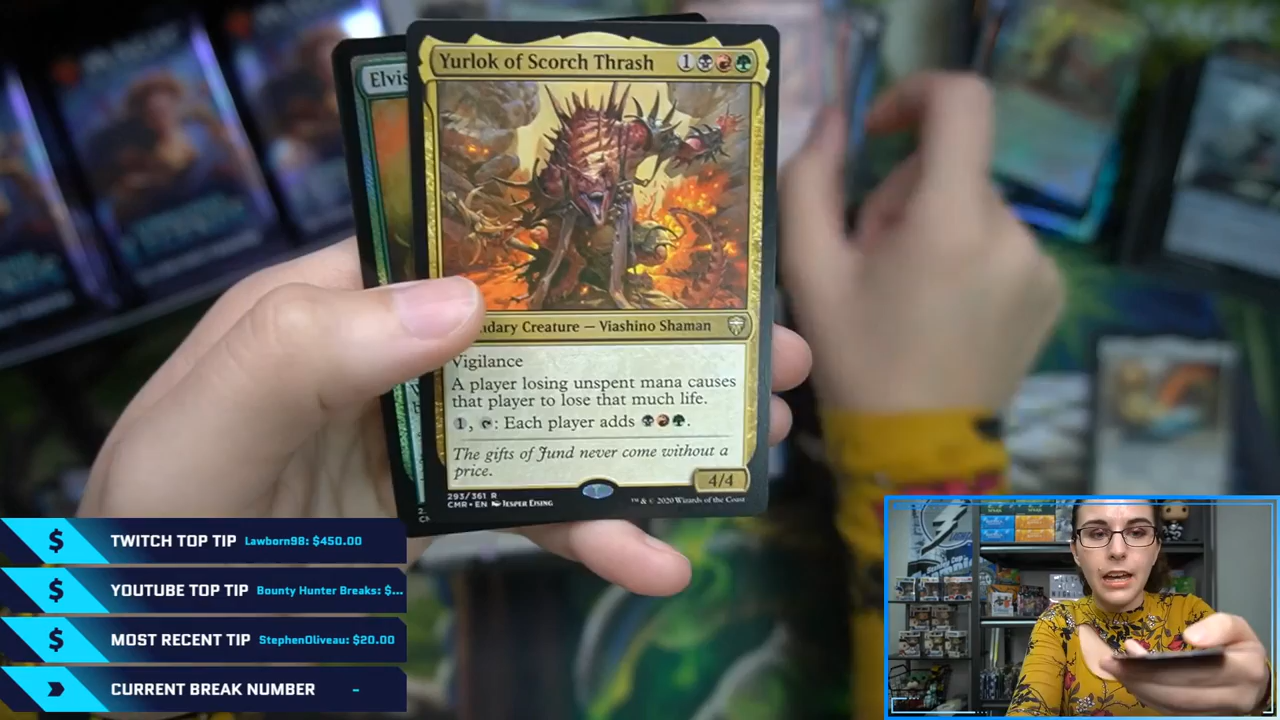 Elvis
Yurlok of Scorch Thrash 1
ndary Creature — Viashino Shaman
Vigilance
A player losing unspent mana causes
that player to lose that much life.
1, : Each player adds .
The gifts of Jund never come without a
price.
4/4
293/361 R
CMR • EN Jesper Ejsing
™ & © 2020 Wizards of the Coast
TWITCH TOP TIP Lawborn98: $450.00
YOUTUBE TOP TIP Bounty Hunter Breaks: $...
MOST RECENT TIP StephenOliveau: $20.00
CURRENT BREAK NUMBER -